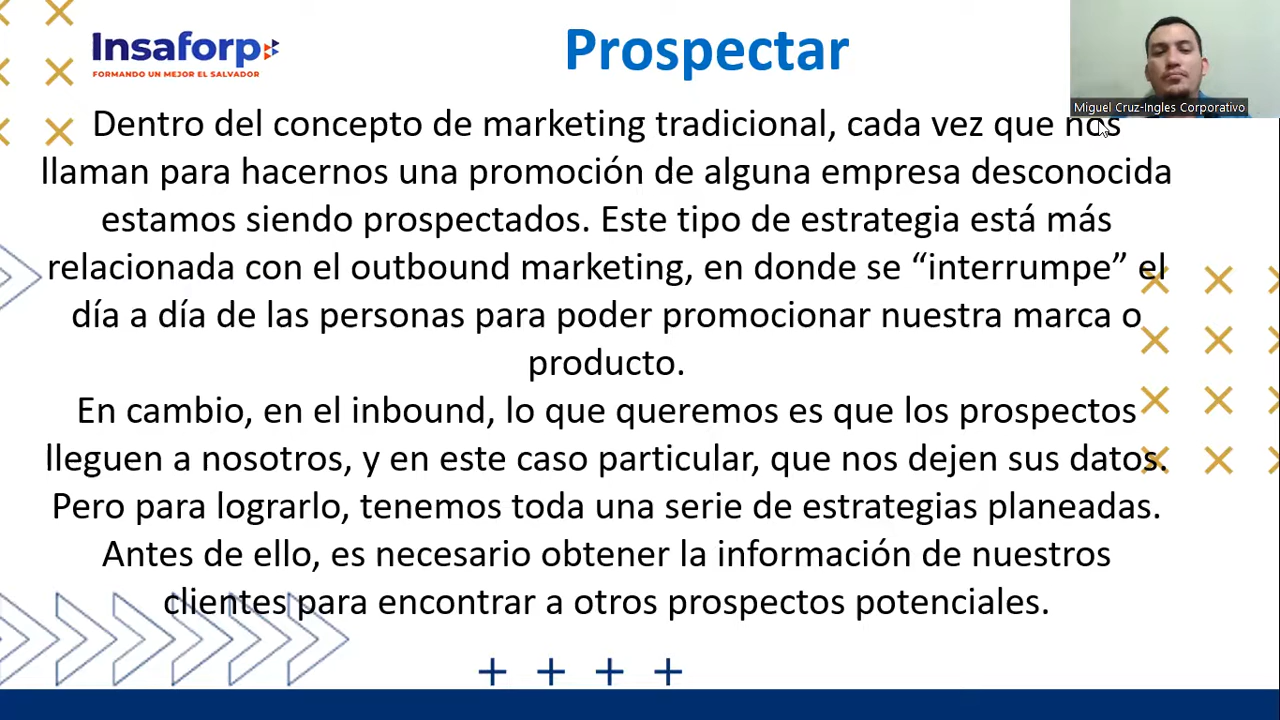 Insaforp
FORMANDO UN MEJOR EL SALVADOR
Prospectar
Miguel Cruz-Ingles Corporativo
Dentro del concepto de marketing tradicional, cada vez que nos
llaman para hacernos una promoción de alguna empresa desconocida
estamos siendo prospectados. Este tipo de estrategia está más
relacionada con el outbound marketing, en donde se “interrumpe” el
día a día de las personas para poder promocionar nuestra marca o
producto.
En cambio, en el inbound, lo que queremos es que los prospectos
lleguen a nosotros, y en este caso particular, que nos dejen sus datos.
Pero para lograrlo, tenemos toda una serie de estrategias planeadas.
Antes de ello, es necesario obtener la información de nuestros
clientes para encontrar a otros prospectos potenciales.